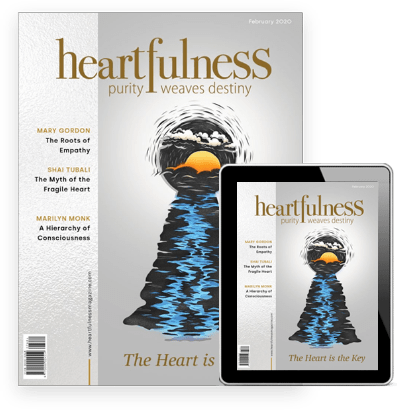 February 2020
heartfulness
purity weaves destiny
MARY GORDON
The Roots of
Empathy
SHAI TUBALI
The Myth of the
Fragile Heart
MARILYN MONK
A Hierarchy of
Consciousness
www.heartfulnessmagazine.com
The Heart is
heartfulness
purity weaves destiny
MARY GORDON
The Roots of
Empathy
SHAI TUBALI
The Myth of the
Fragile Heart
MARILYN MONK
A Hierarchy of
Consciousness
The Heart is the Key